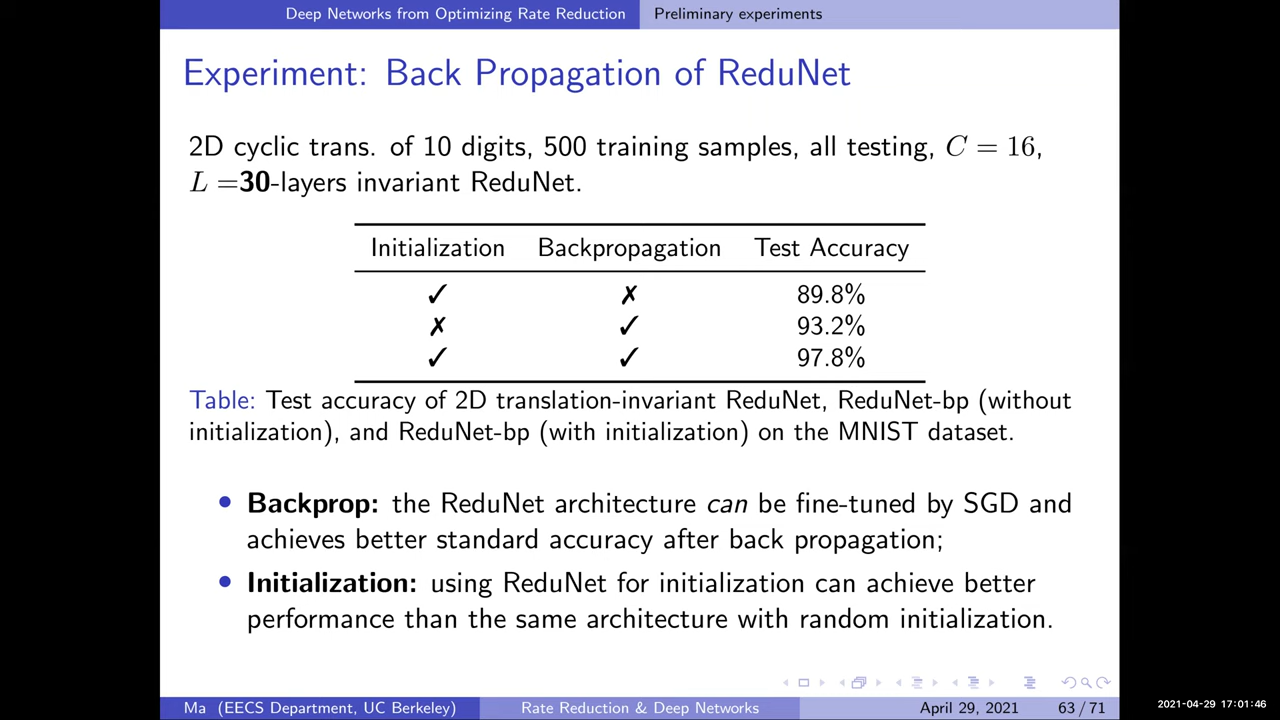 Deep Networks from Optimizing Rate Reduction Preliminary experiments
Experiment: Back Propagation of ReduNet
2D cyclic trans. of 10 digits, 500 training samples, all testing, C = 16,
L =30-layers invariant ReduNet.
Initialization Backpropagation Test Accuracy
✓ ✗ 89.8%
✗ ✓ 93.2%
✓ ✓ 97.8%
Table: Test accuracy of 2D translation-invariant ReduNet, ReduNet-bp (without
initialization), and ReduNet-bp (with initialization) on the MNIST dataset.
• Backprop: the ReduNet architecture can be fine-tuned by SGD and
achieves better standard accuracy after back propagation;
• Initialization: using ReduNet for initialization can achieve better
performance than the same architecture with random initialization.
Ma (EECS Department, UC Berkeley) Rate Reduction & Deep Networks April 29, 2021 63 / 71
2021-04-29 17:01:46